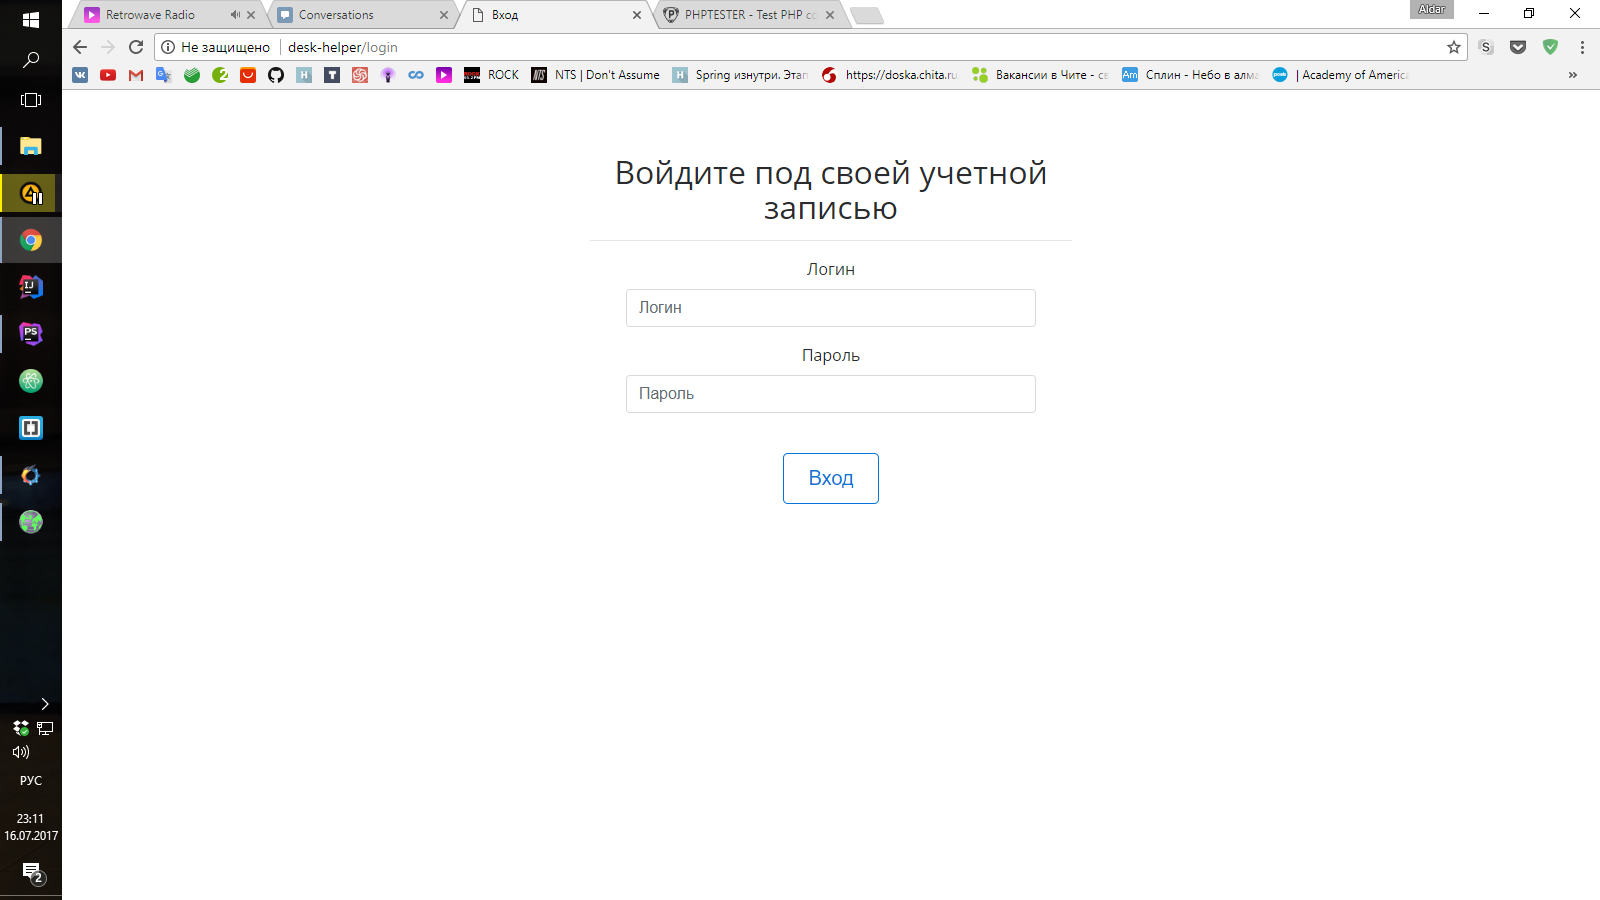 Retrowave Radio
Conversations
Вход
PHPTESTER - Test PHP co
Aldar
Не защищено
desk-helper/login
S
ROCK
NTS | Don't Assume
Spring изнутри. Этап
https://doska.chita.ru
Вакансии в Чите - св
Сплин - Небо в алма
| Academy of America
»
Войдите под своей учетной
записью
Логин
Логин
Пароль
Пароль
Вход
РУС
23:11
16.07.2017
2